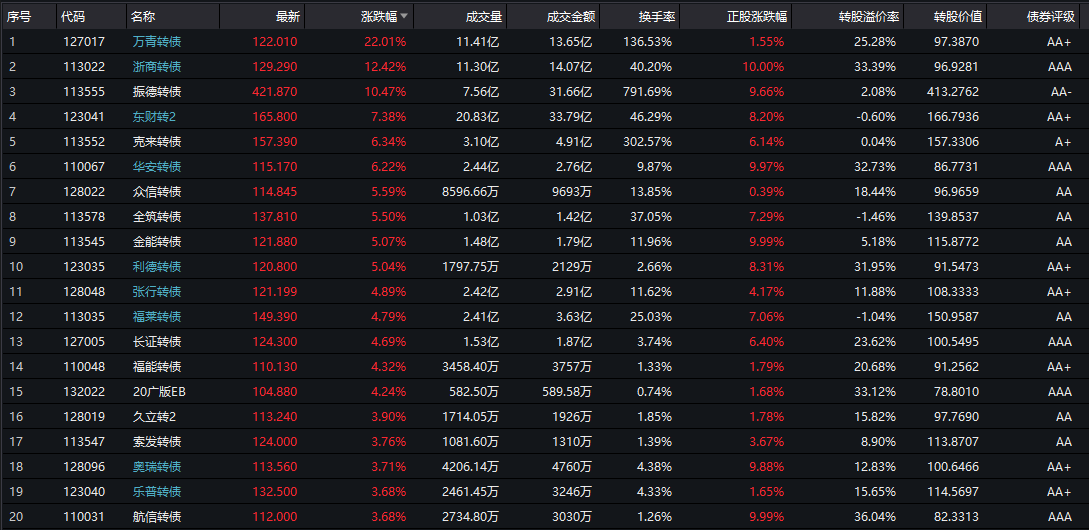 序号 代码 名称 最新 涨跌幅 成交量 成交金额 换手率 正股涨跌幅 转股溢价率 转股价值 债券评级
1 127017 万青转债 122.010 22.01% 11.41亿 13.65亿 136.53% 1.55% 25.28% 97.3870 AA+
2 113022 浙商转债 129.290 12.42% 11.30亿 14.07亿 40.20% 10.00% 33.39% 96.9281 AAA
3 113555 振德转债 421.870 10.47% 7.56亿 31.66亿 791.69% 9.66% 2.08% 413.2762 AA-
4 123041 东财转2 165.800 7.38% 20.83亿 33.79亿 46.29% 8.20% -0.60% 166.7936 AA+
5 113552 克来转债 157.390 6.34% 3.10亿 4.91亿 302.57% 6.14% 0.04% 157.3306 A+
6 110067 华安转债 115.170 6.22% 2.44亿 2.76亿 9.87% 9.97% 32.73% 86.7731 AAA
7 128022 众信转债 114.845 5.59% 8596.66万 9693万 13.85% 0.39% 18.44% 96.9659 AA
8 113578 全筑转债 137.810 5.50% 1.03亿 1.42亿 37.05% 7.29% -1.46% 139.8537 AA
9 113545 金能转债 121.880 5.07% 1.48亿 1.79亿 11.96% 9.99% 5.18% 115.8772 AA
10 123035 利德转债 120.800 5.04% 1797.75万 2129万 2.66% 8.31% 31.95% 91.5473 AA+
11 128048 张行转债 121.199 4.89% 2.42亿 2.91亿 11.62% 4.17% 11.88% 108.3333 AA+
12 113035 福莱转债 149.390 4.79% 2.41亿 3.63亿 25.03% 7.06% -1.04% 150.9587 AA
13 127005 长证转债 124.300 4.69% 1.53亿 1.87亿 3.74% 6.40% 23.62% 100.5495 AAA
14 110048 福能转债 110.130 4.32% 3458.40万 3757万 1.33% 1.79% 20.68% 91.2562 AA+
15 132022 20广版EB 104.880 4.24% 582.50万 589.58万 0.74% 1.68% 33.12% 78.8010 AAA
16 128019 久立转2 113.240 3.90% 1714.05万 1926万 1.85% 1.78% 15.82% 97.7690 AA
17 113547 索发转债 124.000 3.76% 1081.60万 1310万 1.39% 3.67% 8.90% 113.8707 AA
18 128096 奥瑞转债 113.560 3.71% 4206.14万 4760万 4.38% 9.88% 12.83% 100.6466 AA+
19 123040 乐普转债 132.500 3.68% 2461.45万 3246万 4.33% 1.65% 15.65% 114.5697 AA+
20 110031 航信转债 112.000 3.68% 2734.80万 3030万 1.26% 9.99% 36.04% 82.3313 AAA